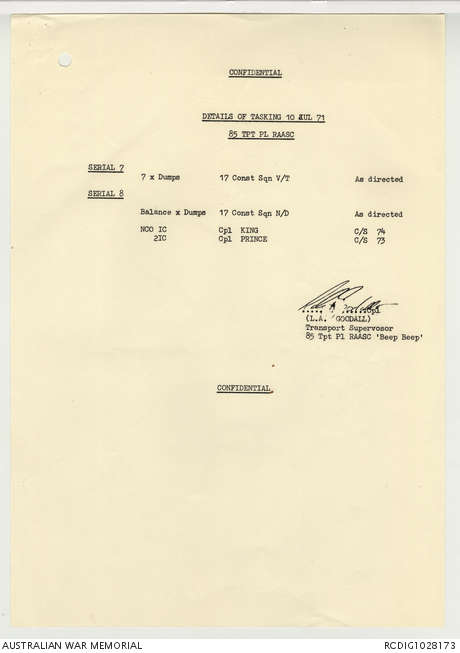 CONFIDENTIAL
DETAILS OF TASKING 10 JUL 71
85 TPT PL RAASC
SERIAL 7
7 x Dumps 17 Const Sqn V/T As directed
SERIAL 8
Balance x Dumps 17 Const Sqn N/D As directed
NCO IC Cpl KING C/S 74
2IC Cpl PRINCE C/S 73
(L.A. GOODALL)
Transport Supervosor
85 Tpt Pl RAASC 'Beep Beep'
CONFIDENTIAL
AUSTRALIAN WAR MEMORIAL RCDIG1028173